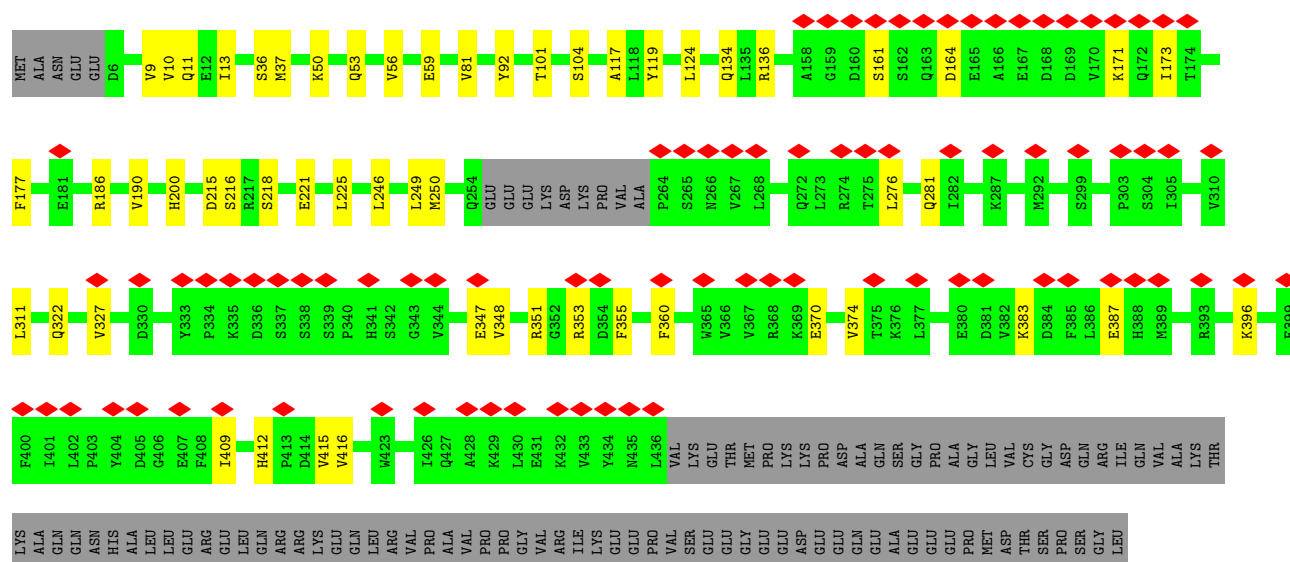 MET ALA ASN GLU GLU D6 V9 V10 Q11 E12 I13 S36 M37 K50 Q53 V56 E59 V81 Y92 T101 S104 A117 L118 Y119 L124 Q134 L135 R136 A158 G159 D160 S161 S162 Q163 D164 E165 A166 E167 D168 D169 V170 K171 Q172 I173 T174
F177 E181 R186 V190 H200 D215 S216 R217 S218 E221 L225 L246 L249 M250 Q254 GLU GLU GLU LYS ASP LYS PRO VAL ALA P264 S265 N266 V267 L268 Q272 L273 R274 T275 L276 Q281 I282 K287 M292 S299 P303 S304 I305 V310
L311 Q322 V327 D330 Y333 P334 K335 D336 S337 S338 S339 P340 H341 S342 G343 V344 E347 V348 R351 G352 R353 D354 F355 F360 W365 V366 V367 R368 K369 E370 V374 T375 K376 L377 E380 D381 V382 K383 D384 F385 L386 E387 H388 M389 R393 K396 E399
F400 I401 L402 P403 Y404 D405 G406 E407 F408 I409 H412 P413 D414 V415 V416 W423 I426 Q427 A428 K429 L430 E431 K432 V433 Y434 N435 L436 VAL LYS GLU THR MET PRO LYS LYS PRO ASP ALA GLN SER GLY PRO ALA GLY LEU VAL CYS GLY ASP GLN ARG ILE GLN VAL ALA LYS THR
LYS ALA GLN GLN ASN HIS ALA LEU LEU GLU ARG GLU LEU GLN ARG ARG LYS GLU GLN LEU ARG VAL PRO ALA VAL PRO PRO GLY VAL ARG ILE LYS GLU GLU PRO VAL SER GLU GLU GLY GLU GLU ASP GLU GLU GLN GLU ALA GLU GLU GLU PRO MET ASP THR SER PRO SER GLY LEU